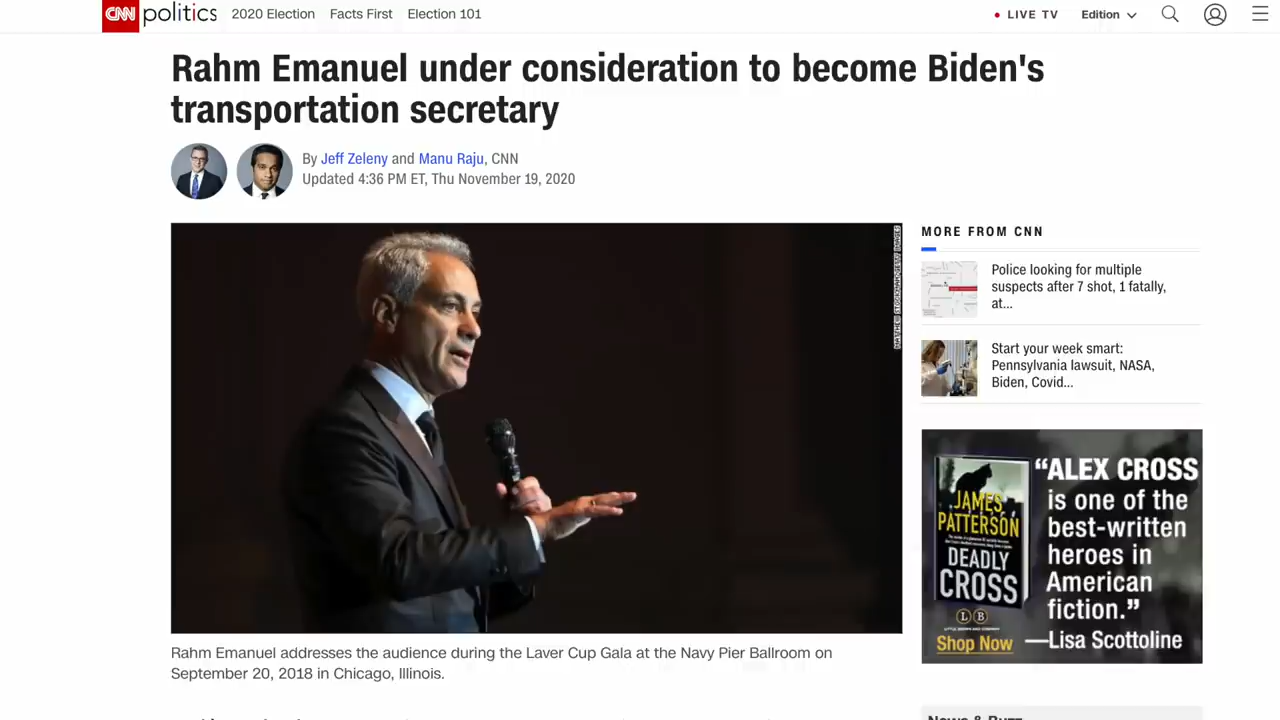 CNN politics 2020 Election Facts First Election 101 LIVE TV Edition
Rahm Emanuel under consideration to become Biden's
transportation secretary
By Jeff Zeleny and Manu Raju, CNN
Updated 4:36 PM ET, Thu November 19, 2020
MORE FROM CNN
Police looking for multiple
suspects after 7 shot, 1 fatally,
at...
Start your week smart:
Pennsylvania lawsuit, NASA,
Biden, Covid...
JAMES
PATTERSON
DEADLY
CROSS
L B
LITTLE, BROWN AND COMPANY
Shop Now
“ALEX CROSS
is one of the
best-written
heroes in
American
fiction.”
—Lisa Scottoline
Rahm Emanuel addresses the audience during the Laver Cup Gala at the Navy Pier Ballroom on
September 20, 2018 in Chicago, Illinois.
News & Buzz